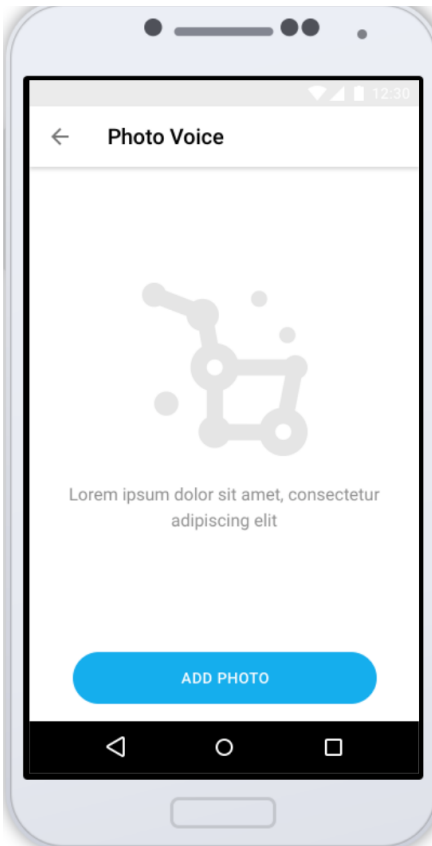 12:30
Photo Voice
Lorem ipsum dolor sit amet, consectetur
adipiscing elit
ADD PHOTO